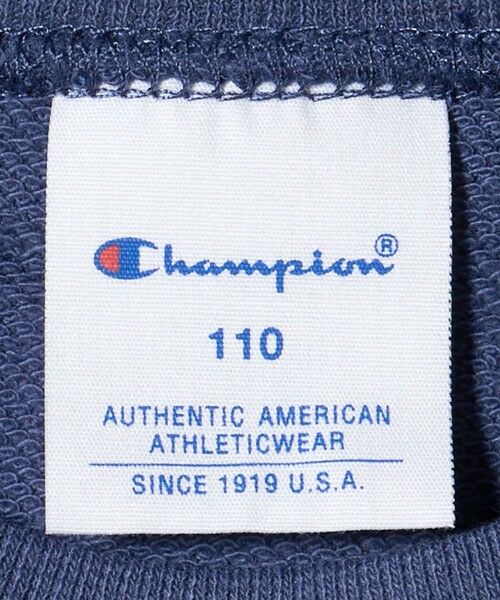 Champion®
110
AUTHENTIC AMERICAN
ATHLETICWEAR
SINCE 1919 U.S.A.